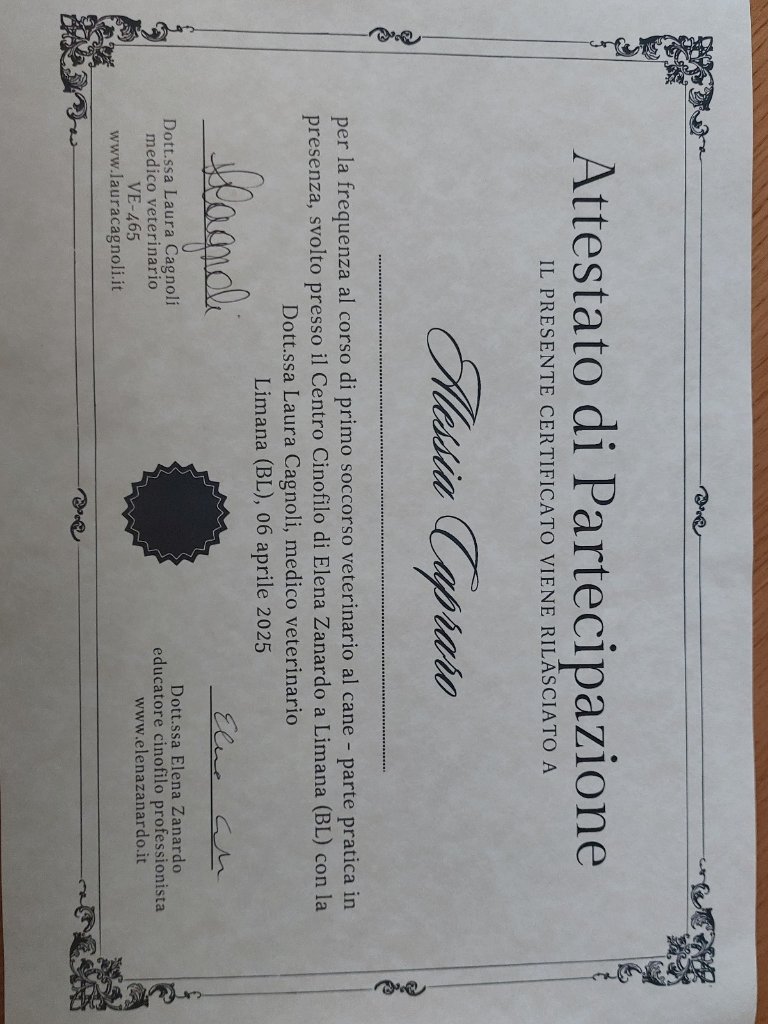 Attestato di Partecipazione
IL PRESENTE CERTIFICATO VIENE RILASCIATO A
Alessia Capraro
per la frequenza al corso di primo soccorso veterinario al cane - parte pratica in
presenza, svolto presso il Centro Cinofilo di Elena Zanardo a Limana (BL) con la
Dott.ssa Laura Cagnoli, medico veterinario
Limana (BL), 06 aprile 2025
Dott.ssa Laura Cagnoli
medico veterinario
VE-465
www.lauracagnoli.it
Dott.ssa Elena Zanardo
educatore cinofilo professionista
www.elenazanardo.it